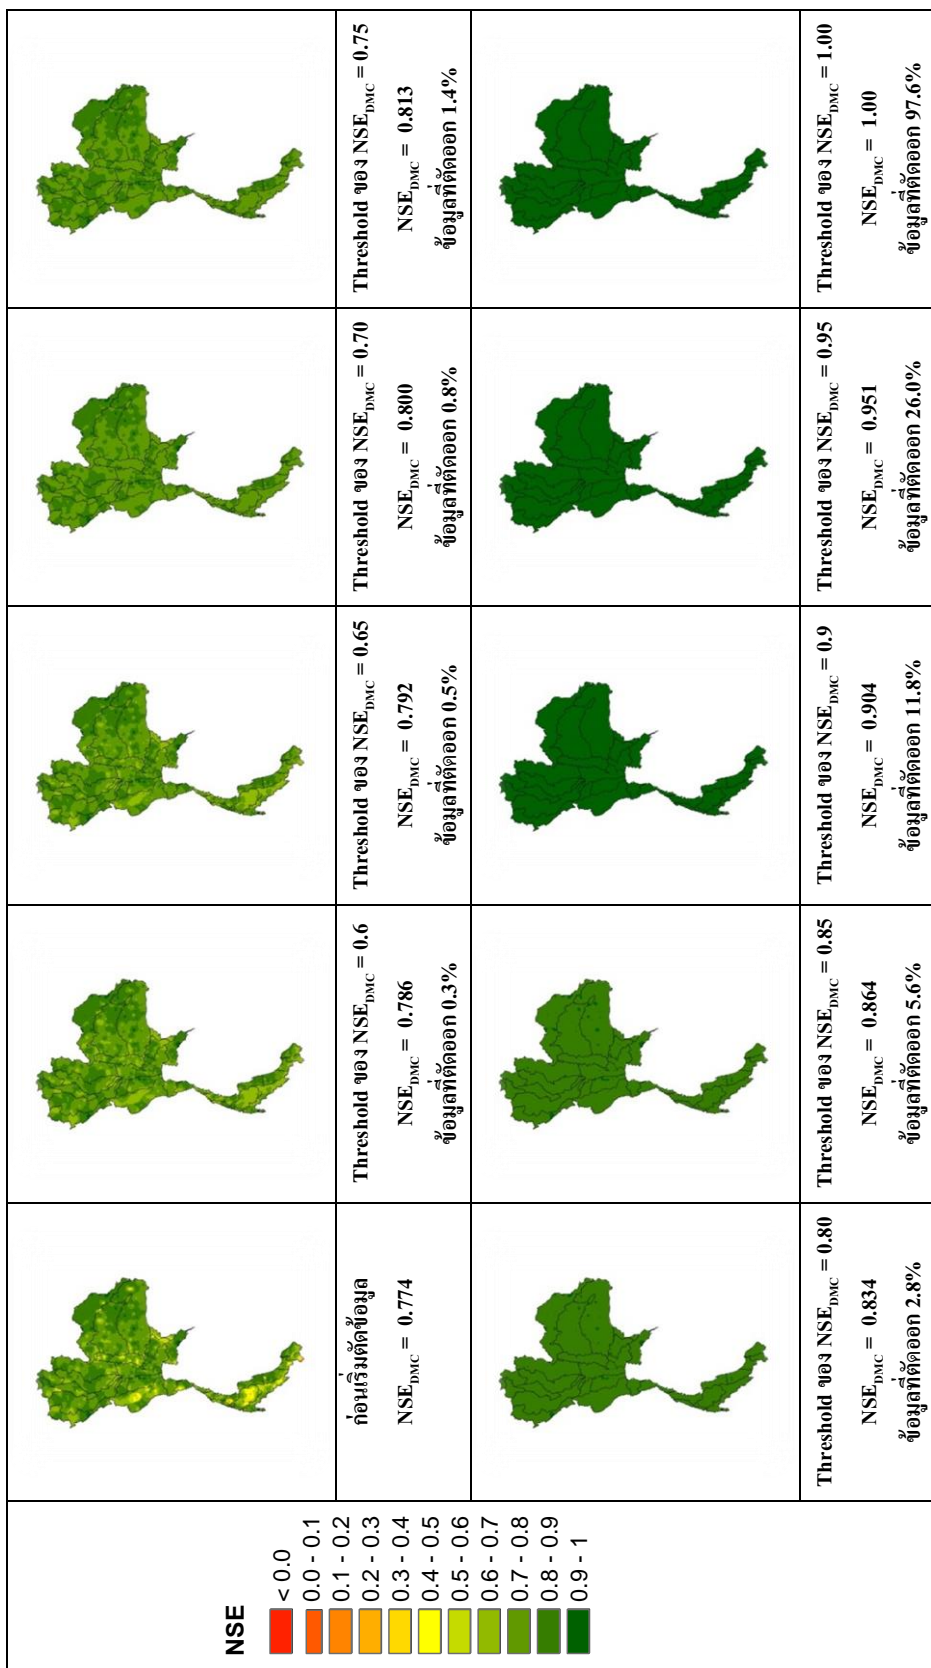 NSE
< 0.0
0.0 - 0.1
0.1 - 0.2
0.2 - 0.3
0.3 - 0.4
0.4 - 0.5
0.5 - 0.6
0.6 - 0.7
0.7 - 0.8
0.8 - 0.9
0.9 - 1
ก่อนเริ่มตัดข้อมูล
NSE_DMC = 0.774
Threshold ของ NSE_DMC = 0.6
NSE_DMC = 0.786
ข้อมูลที่ตัดออก 0.3%
Threshold ของ NSE_DMC = 0.65
NSE_DMC = 0.792
ข้อมูลที่ตัดออก 0.5%
Threshold ของ NSE_DMC = 0.70
NSE_DMC = 0.800
ข้อมูลที่ตัดออก 0.8%
Threshold ของ NSE_DMC = 0.75
NSE_DMC = 0.813
ข้อมูลที่ตัดออก 1.4%
Threshold ของ NSE_DMC = 0.80
NSE_DMC = 0.834
ข้อมูลที่ตัดออก 2.8%
Threshold ของ NSE_DMC = 0.85
NSE_DMC = 0.864
ข้อมูลที่ตัดออก 5.6%
Threshold ของ NSE_DMC = 0.9
NSE_DMC = 0.904
ข้อมูลที่ตัดออก 11.8%
Threshold ของ NSE_DMC = 0.95
NSE_DMC = 0.951
ข้อมูลที่ตัดออก 26.0%
Threshold ของ NSE_DMC = 1.00
NSE_DMC = 1.00
ข้อมูลที่ตัดออก 97.6%